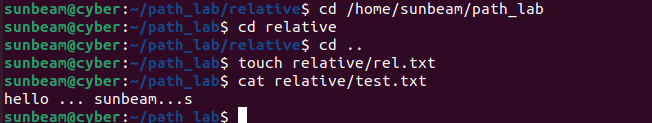 sunbeam@cyber:~/path_lab/relative$ cd /home/sunbeam/path_lab
sunbeam@cyber:~/path_lab$ cd relative
sunbeam@cyber:~/path_lab/relative$ cd ..
sunbeam@cyber:~/path_lab$ touch relative/rel.txt
sunbeam@cyber:~/path_lab$ cat relative/test.txt
hello ... sunbeam...s
sunbeam@cyber:~/path_lab$